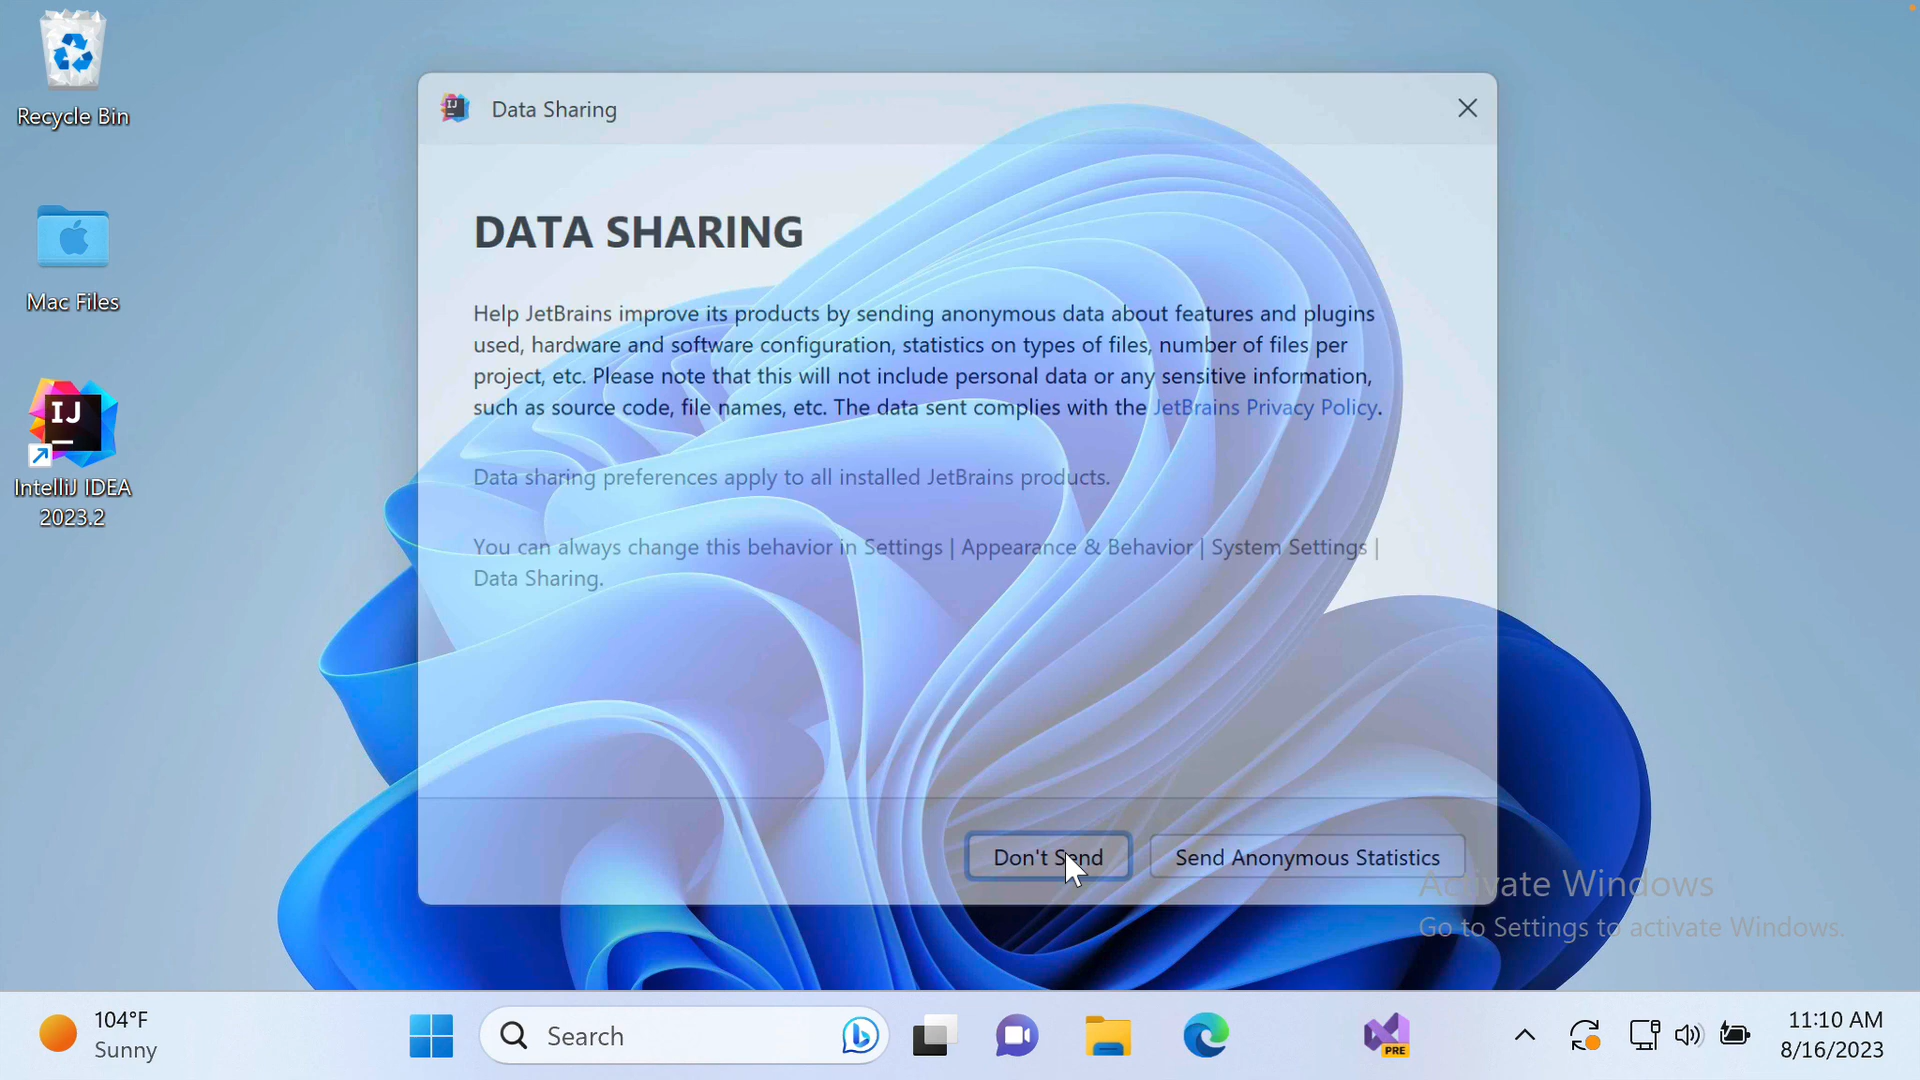 Recycle Bin
Mac Files
IJ
IntelliJ IDEA
2023.2
IJ
Data Sharing
DATA SHARING
Help JetBrains improve its products by sending anonymous data about features and plugins
used, hardware and software configuration, statistics on types of files, number of files per
project, etc. Please note that this will not include personal data or any sensitive information,
such as source code, file names, etc. The data sent complies with the JetBrains Privacy Policy.
Data sharing preferences apply to all installed JetBrains products.
You can always change this behavior in Settings | Appearance & Behavior | System Settings |
Data Sharing.
Don't Send
Send Anonymous Statistics
Activate Windows
Go to Settings to activate Windows.
104°F
Sunny
Search
PRE
11:10 AM
8/16/2023